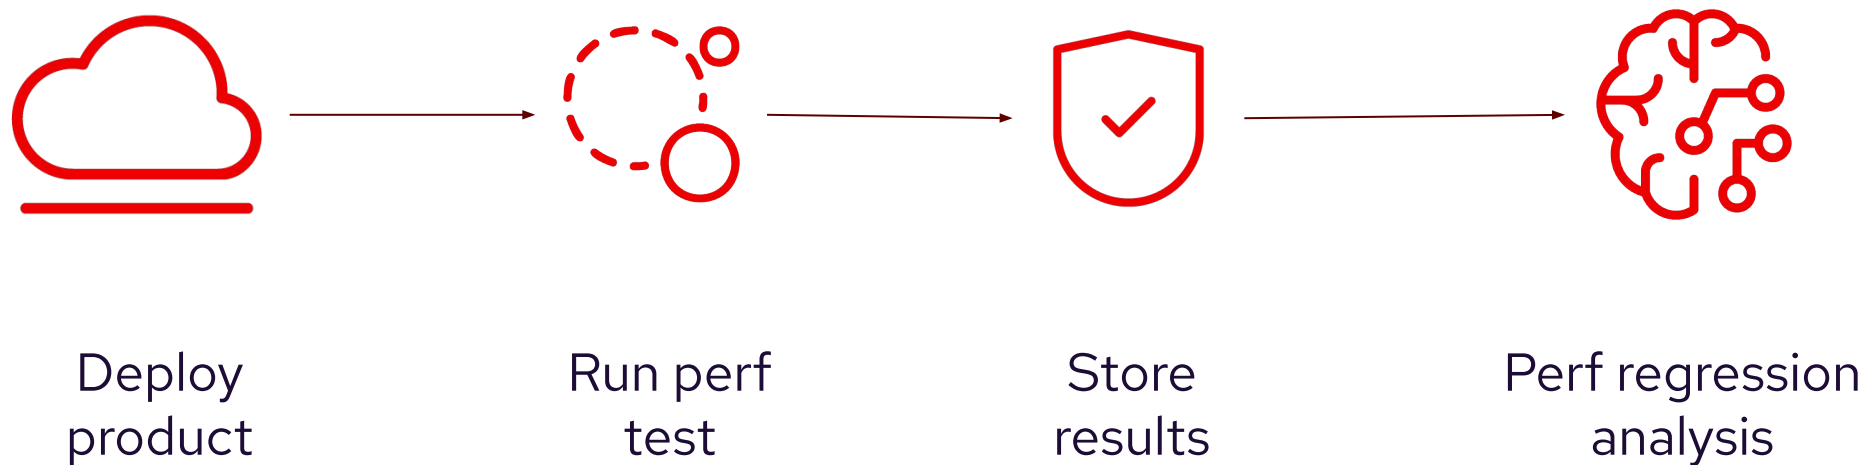 Deploy
product
Run perf
test
Store
results
Perf regression
analysis